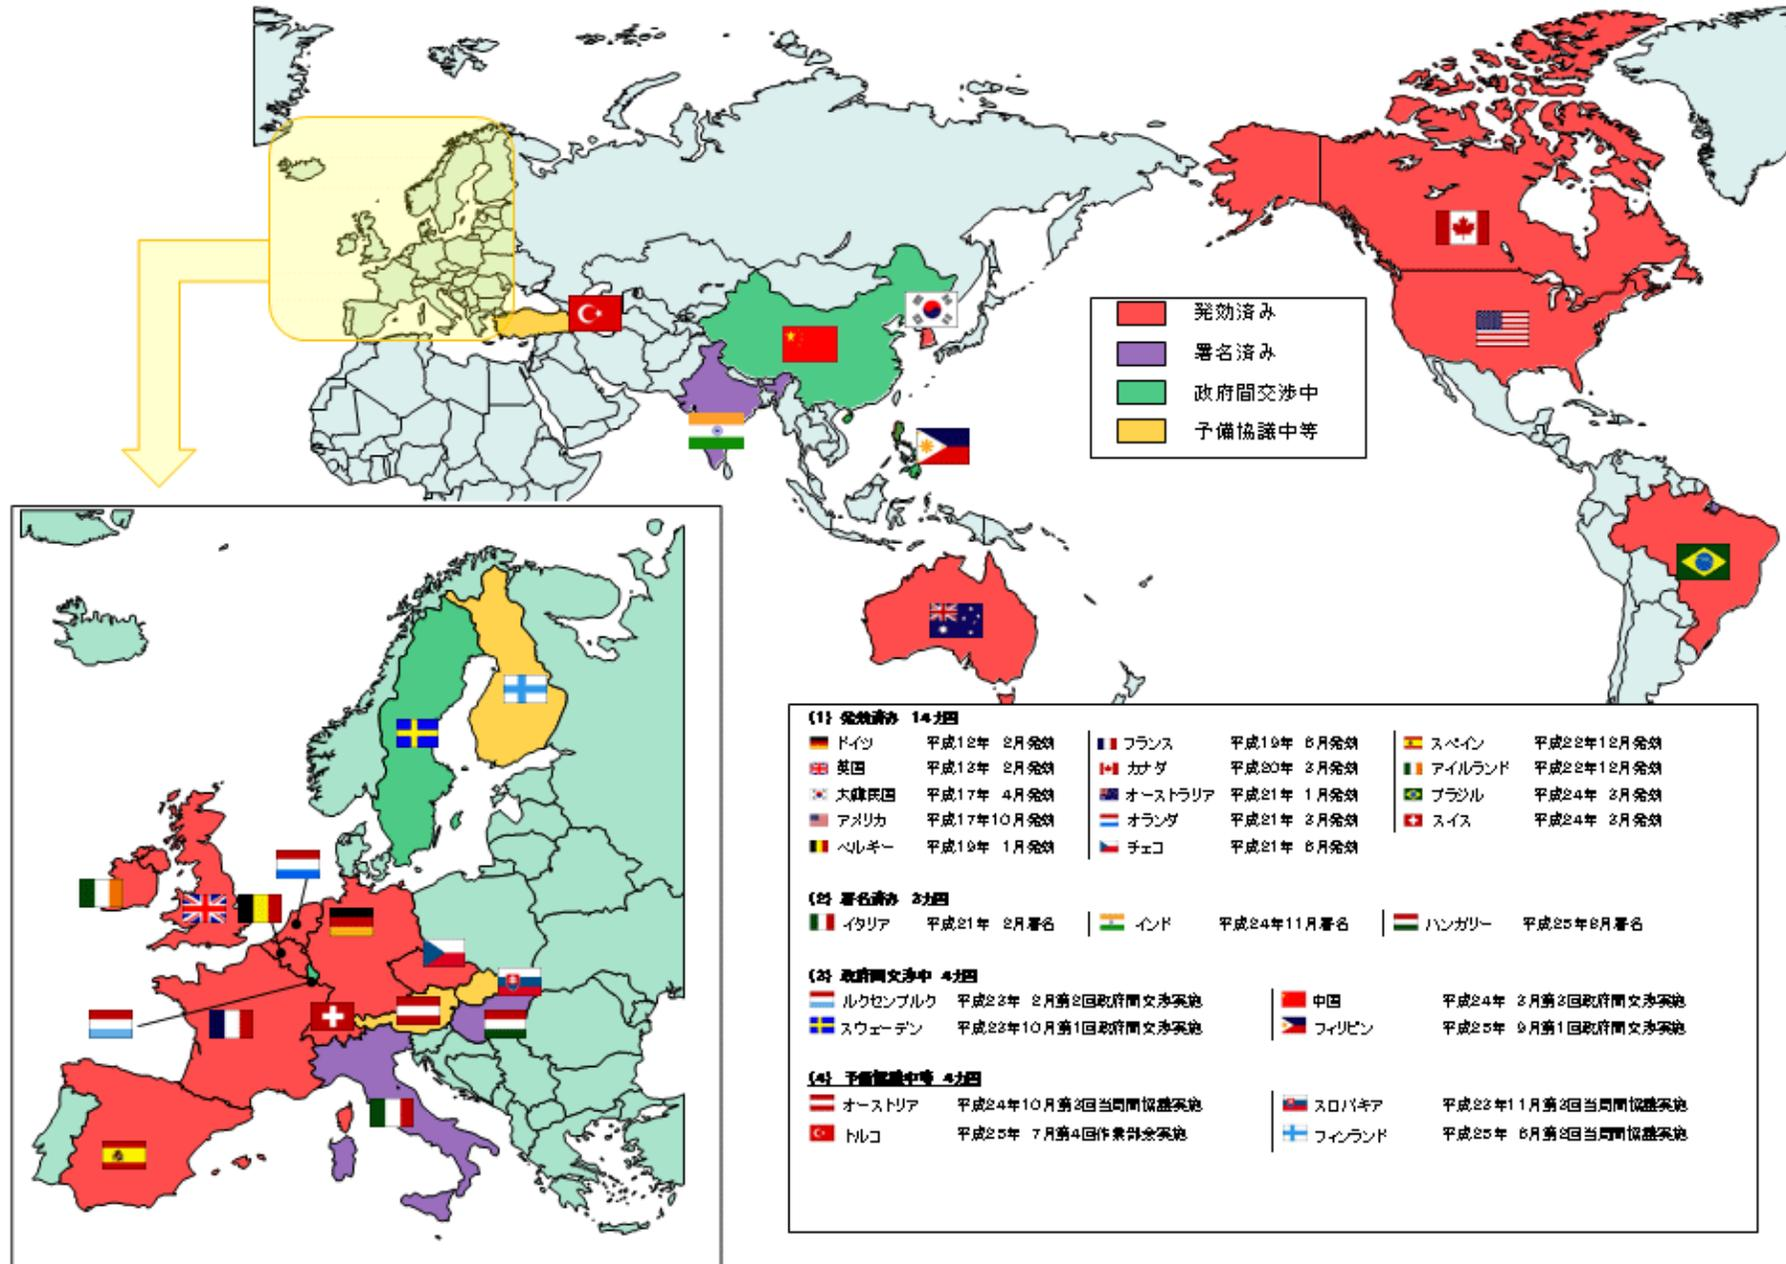 発効済み
署名済み
政府間交渉中
予備協議中等
(1) 発効済み 14カ国
ドイツ 平成12年 2月発効
英国 平成13年 2月発効
大韓民国 平成17年 4月発効
アメリカ 平成17年10月発効
ベルギー 平成19年 1月発効
フランス 平成19年 6月発効
カナダ 平成20年 3月発効
オーストラリア 平成21年 1月発効
オランダ 平成21年 3月発効
チェコ 平成21年 6月発効
スペイン 平成22年12月発効
アイルランド 平成22年12月発効
ブラジル 平成24年 3月発効
スイス 平成24年 3月発効
(2) 署名済み 3カ国
イタリア 平成21年 2月署名
インド 平成24年11月署名
ハンガリー 平成25年8月署名
(3) 政府間交渉中 4カ国
ルクセンブルク 平成23年 2月第2回政府間交渉実施
スウェーデン 平成23年10月第1回政府間交渉実施
中国 平成24年 3月第3回政府間交渉実施
フィリピン 平成25年 9月第1回政府間交渉実施
(4) 予備協議中等 4カ国
オーストリア 平成24年10月第3回当局間協議実施
トルコ 平成25年 7月第4回作業部会実施
スロバキア 平成23年11月第3回当局間協議実施
フィンランド 平成25年 6月第2回当局間協議実施